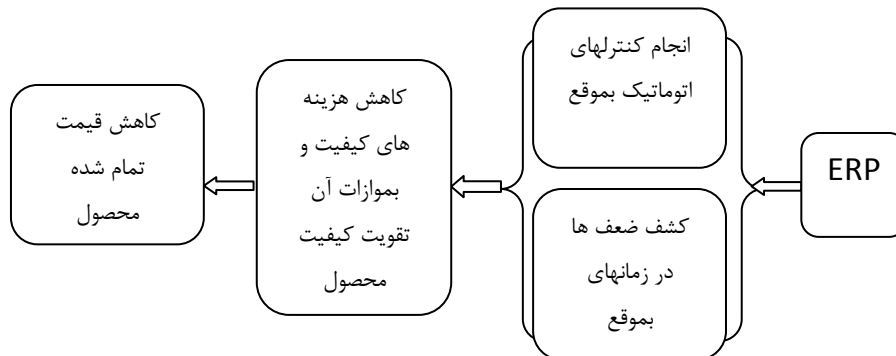 ERP
انجام کنترلهای
اتوماتیک بموقع
کشف ضعف ها
در زمانهای
بموقع
کاهش هزینه
های کیفیت و
بموازات آن
تقویت کیفیت
محصول
کاهش قیمت
تمام شده
محصول